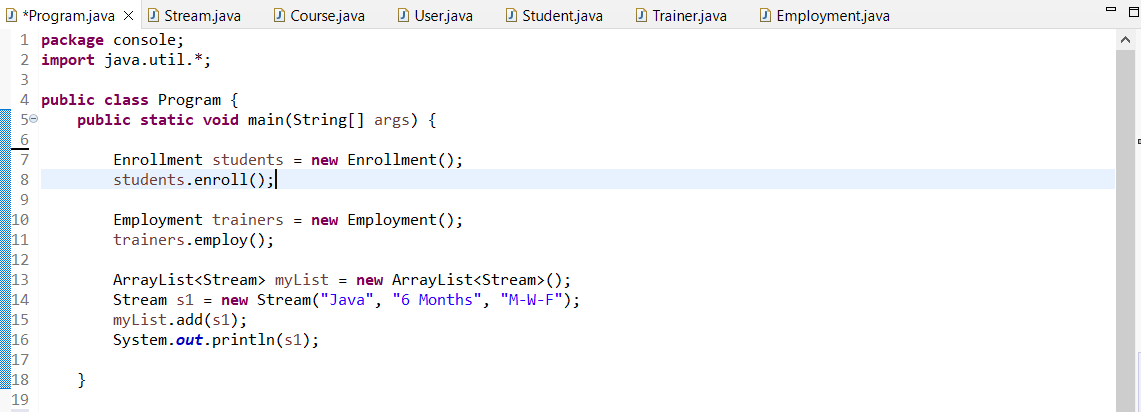 *Program.java Stream.java Course.java User.java Student.java Trainer.java Employment.java
1 package console;
2 import java.util.*;
3
4 public class Program {
5 public static void main(String[] args) {
6
7 Enrollment students = new Enrollment();
8 students.enroll();
9
10 Employment trainers = new Employment();
11 trainers.employ();
12
13 ArrayList<Stream> myList = new ArrayList<Stream>();
14 Stream s1 = new Stream("Java", "6 Months", "M-W-F");
15 myList.add(s1);
16 System.out.println(s1);
17
18 }
19